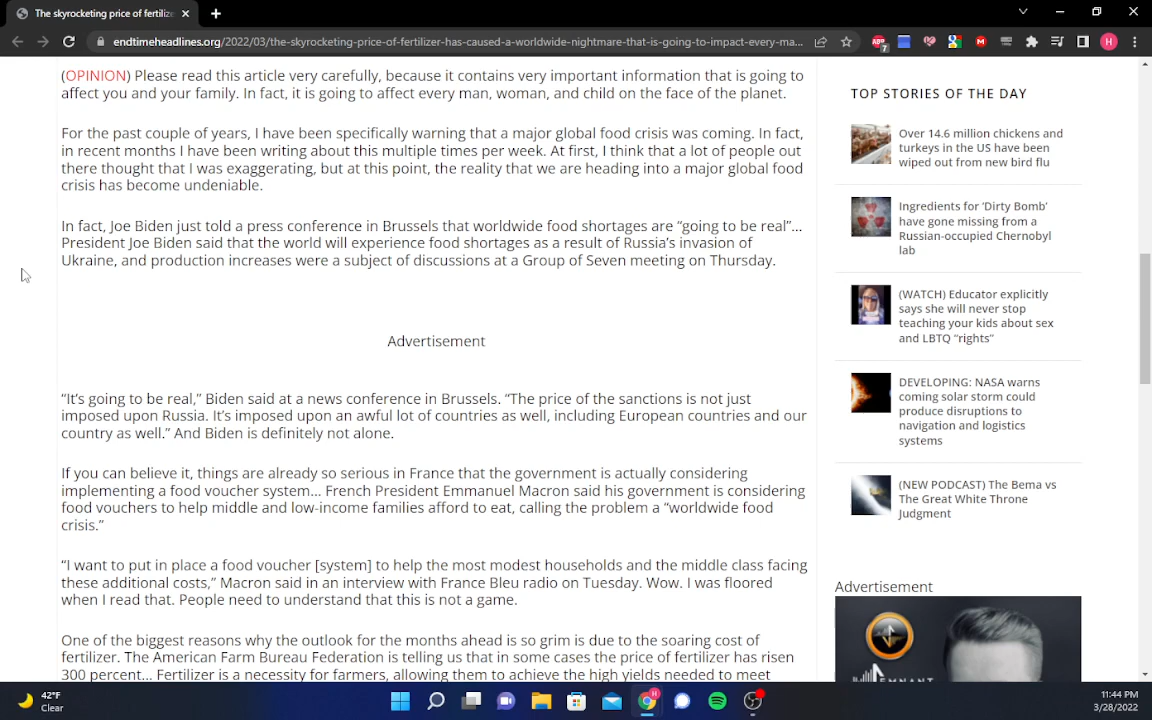 The skyrocketing price of fertiliz
endtimeheadlines.org/2022/03/the-skyrocketing-price-of-fertilizer-has-caused-a-worldwide-nightmare-that-is-going-to-impact-every-ma...
7
H
(OPINION) Please read this article very carefully, because it contains very important information that is going to
affect you and your family. In fact, it is going to affect every man, woman, and child on the face of the planet.
For the past couple of years, I have been specifically warning that a major global food crisis was coming. In fact,
in recent months I have been writing about this multiple times per week. At first, I think that a lot of people out
there thought that I was exaggerating, but at this point, the reality that we are heading into a major global food
crisis has become undeniable.
In fact, Joe Biden just told a press conference in Brussels that worldwide food shortages are “going to be real”…
President Joe Biden said that the world will experience food shortages as a result of Russia’s invasion of
Ukraine, and production increases were a subject of discussions at a Group of Seven meeting on Thursday.
Advertisement
“It’s going to be real,” Biden said at a news conference in Brussels. “The price of the sanctions is not just
imposed upon Russia. It’s imposed upon an awful lot of countries as well, including European countries and our
country as well.” And Biden is definitely not alone.
If you can believe it, things are already so serious in France that the government is actually considering
implementing a food voucher system… French President Emmanuel Macron said his government is considering
food vouchers to help middle and low-income families afford to eat, calling the problem a “worldwide food
crisis.”
“I want to put in place a food voucher [system] to help the most modest households and the middle class facing
these additional costs,” Macron said in an interview with France Bleu radio on Tuesday. Wow. I was floored
when I read that. People need to understand that this is not a game.
One of the biggest reasons why the outlook for the months ahead is so grim is due to the soaring cost of
fertilizer. The American Farm Bureau Federation is telling us that in some cases the price of fertilizer has risen
300 percent… Fertilizer is a necessity for farmers, allowing them to achieve the high yields needed to meet
TOP STORIES OF THE DAY
Over 14.6 million chickens and
turkeys in the US have been
wiped out from new bird flu
Ingredients for ‘Dirty Bomb’
have gone missing from a
Russian-occupied Chernobyl
lab
(WATCH) Educator explicitly
says she will never stop
teaching your kids about sex
and LBTQ “rights”
DEVELOPING: NASA warns
coming solar storm could
produce disruptions to
navigation and logistics
systems
(NEW PODCAST) The Bema vs
The Great White Throne
Judgment
Advertisement
REMNANT
42°F
Clear
11:44 PM
3/28/2022